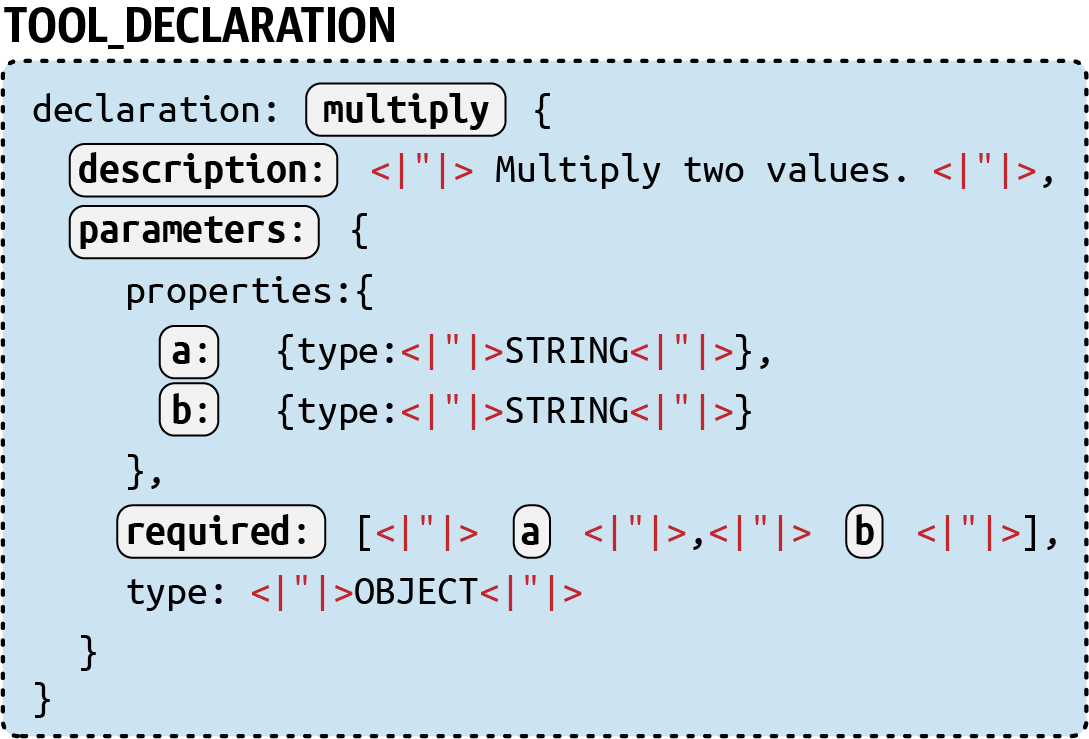 TOOL_DECLARATION
declaration: multiply {
description: <|"|> Multiply two values. <|"|>,
parameters: {
properties:{
a: {type:<|"|>STRING<|"|>},
b: {type:<|"|>STRING<|"|>}
},
required: [<|"|> a <|"|>,<|"|> b <|"|>],
type: <|"|>OBJECT<|"|>
}
}